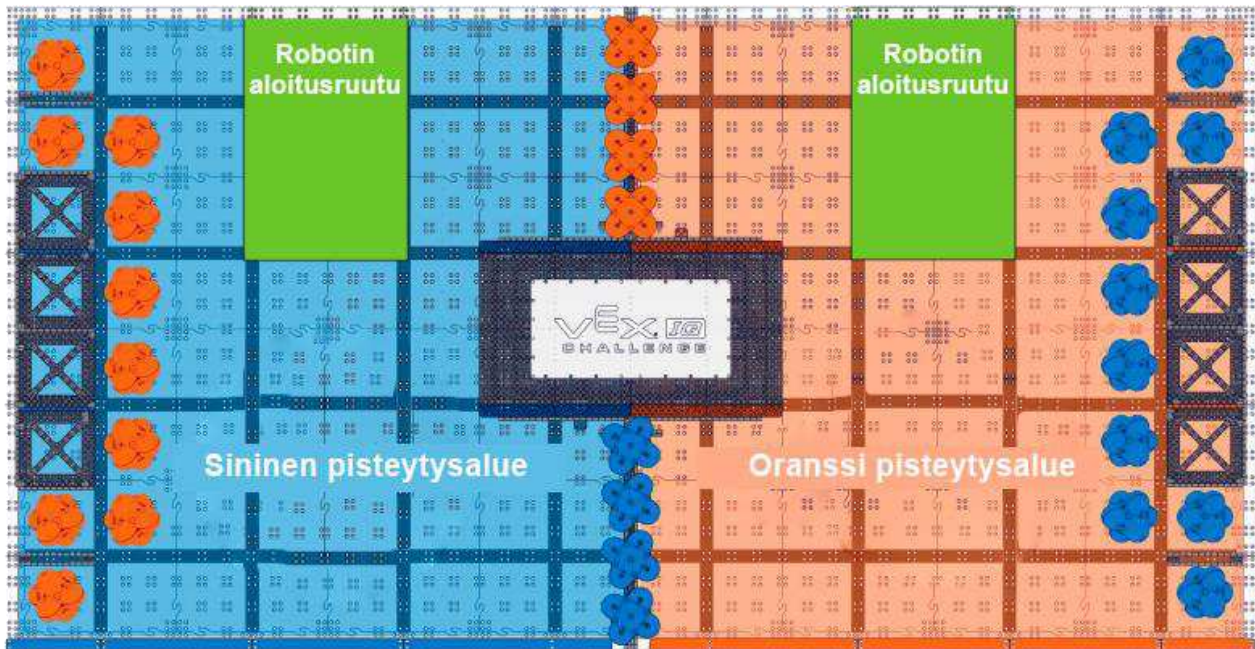 Robotin
aloitusruutu
Robotin
aloitusruutu
VEX IQ
CHALLENGE
Sininen pisteytysalue
Oranssi pisteytysalue